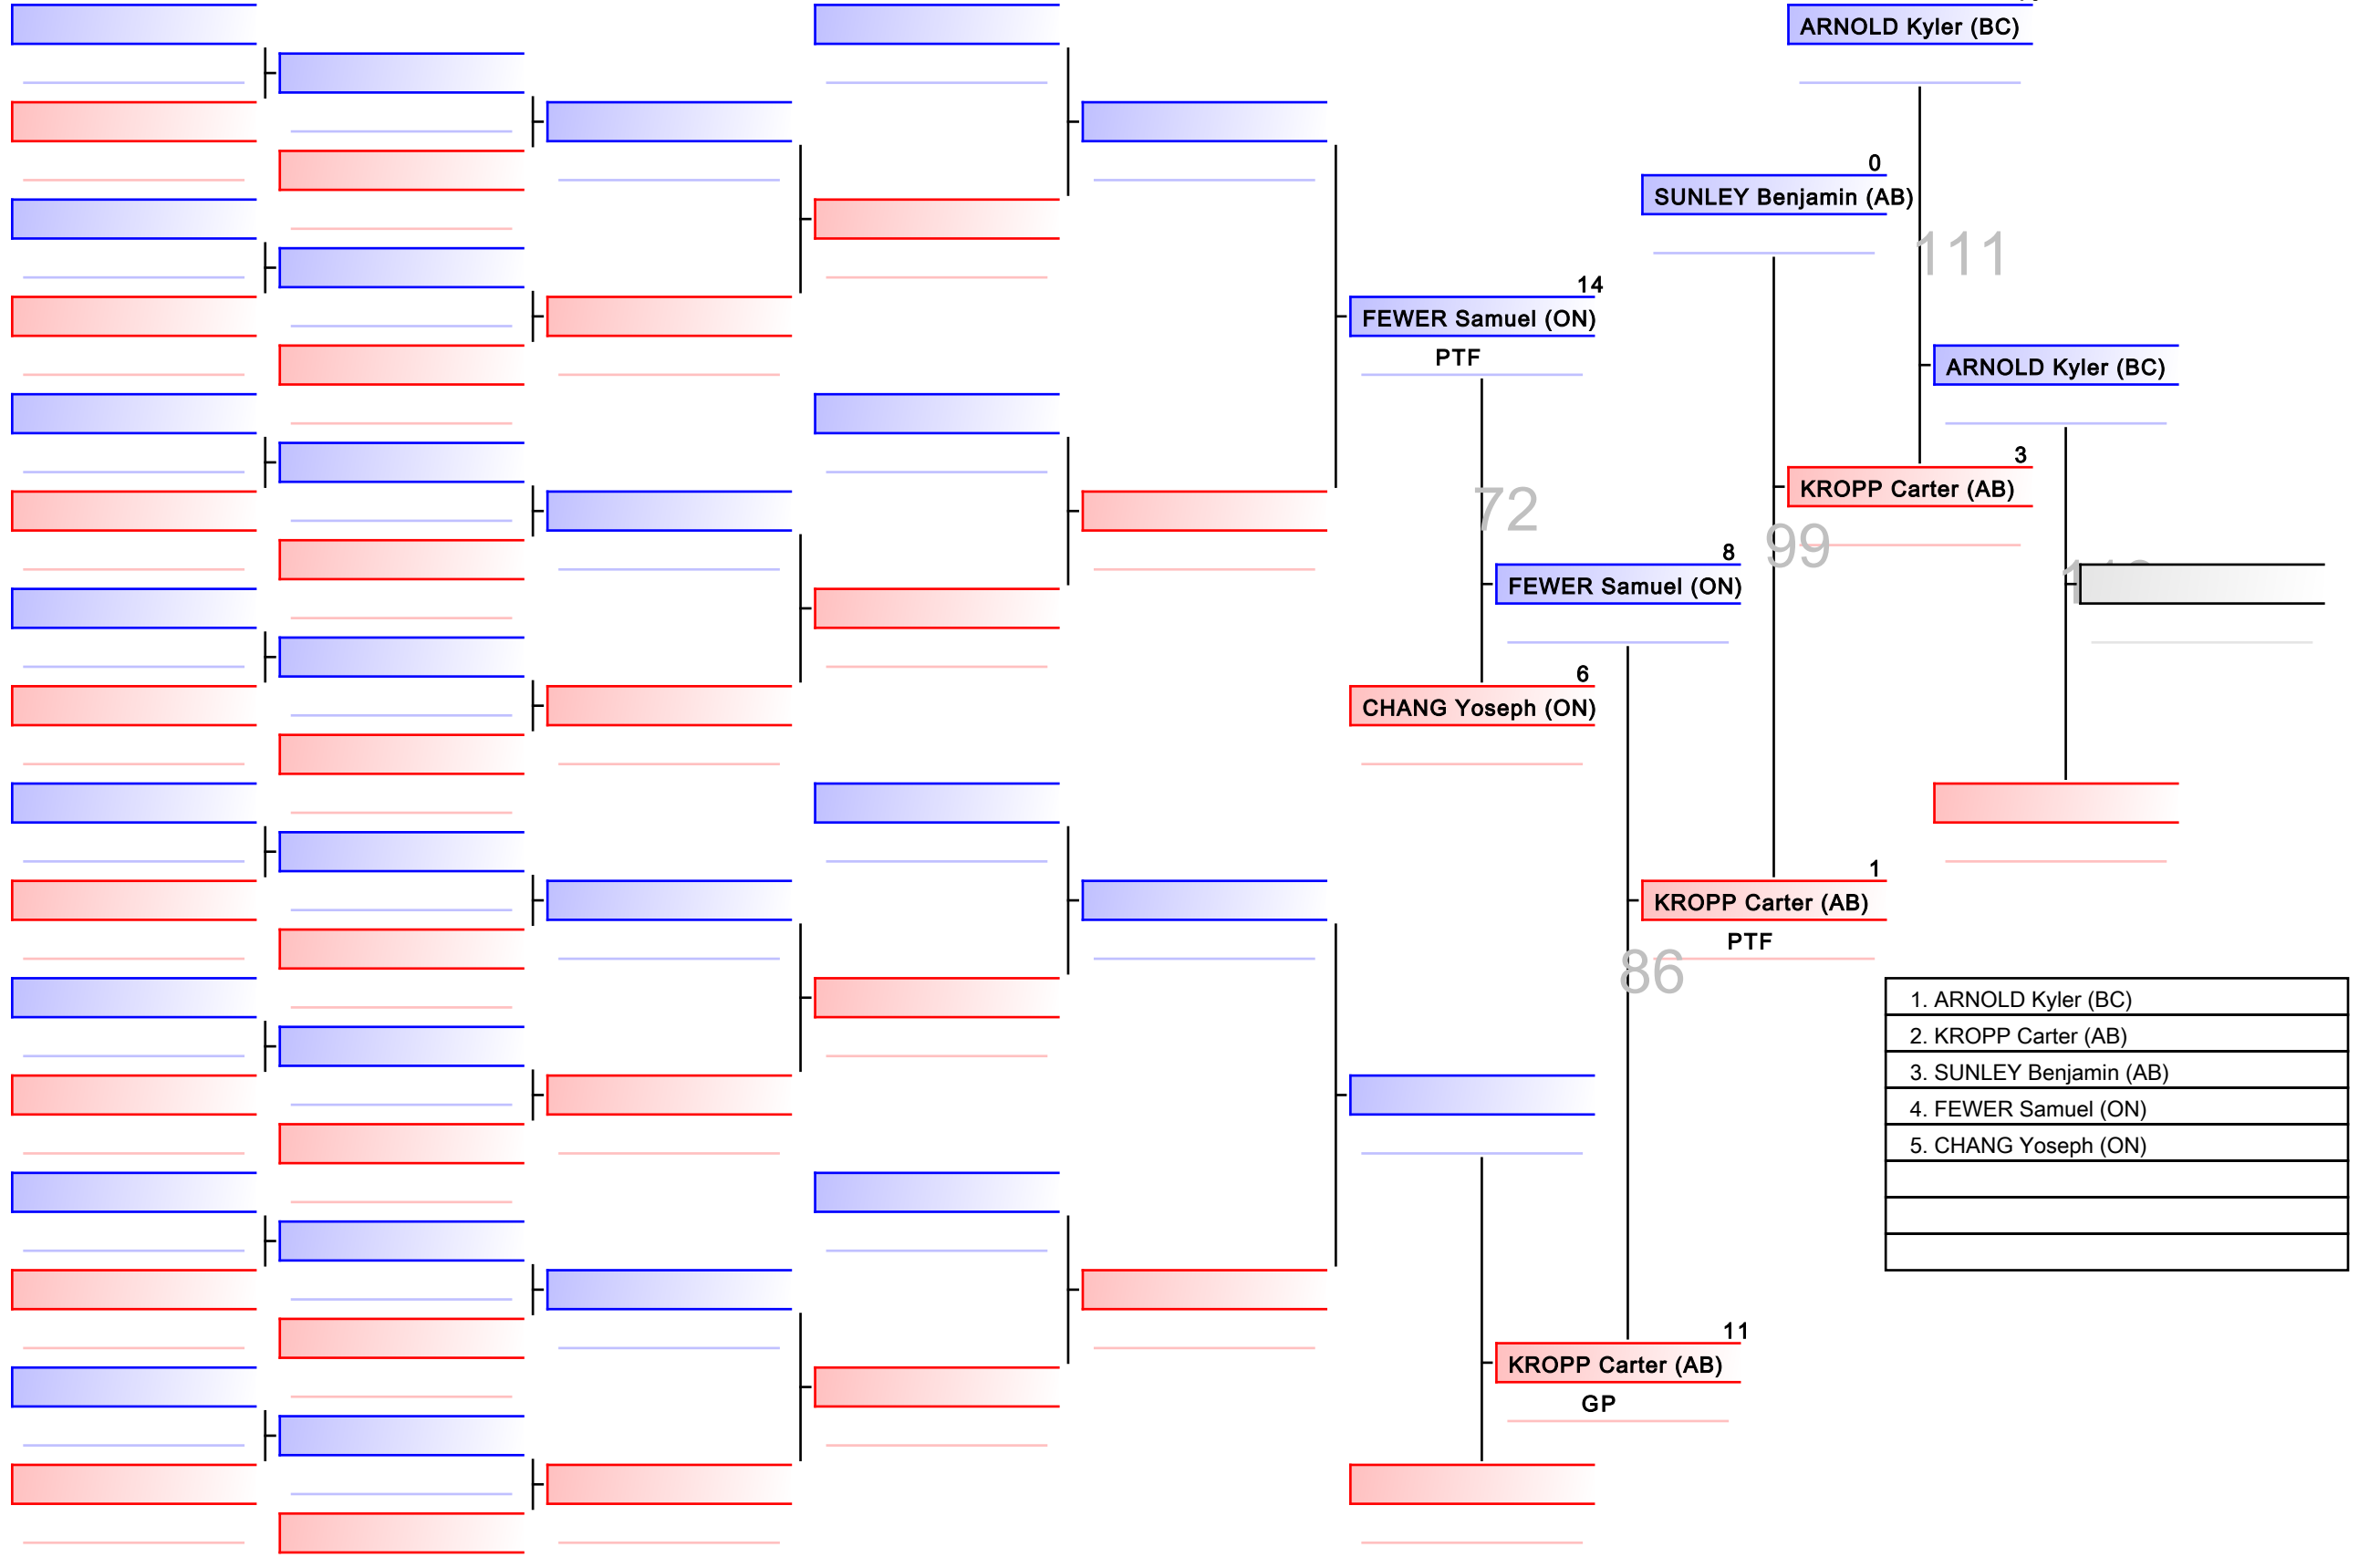 ARNOLD Kyler (BC)
0
SUNLEY Benjamin (AB)
111
14
FEWER Samuel (ON)
PTF
ARNOLD Kyler (BC)
3
KROPP Carter (AB)
72
99
8
FEWER Samuel (ON)
6
CHANG Yoseph (ON)
1
KROPP Carter (AB)
PTF
86
1. ARNOLD Kyler (BC)
2. KROPP Carter (AB)
3. SUNLEY Benjamin (AB)
4. FEWER Samuel (ON)
5. CHANG Yoseph (ON)
11
KROPP Carter (AB)
GP